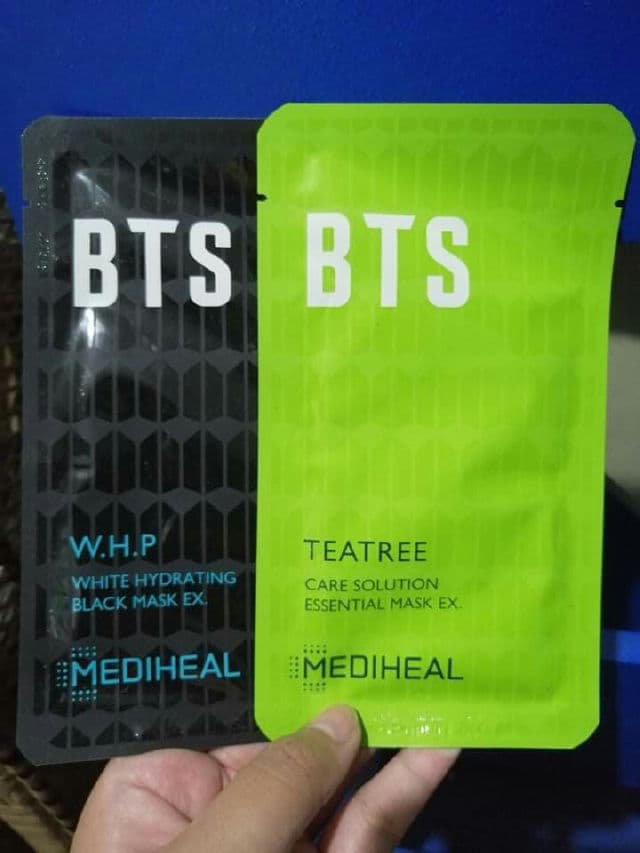 BTS
W.H.P
WHITE HYDRATING
BLACK MASK EX.
MEDIHEAL
BTS
TEATREE
CARE SOLUTION
ESSENTIAL MASK EX.
MEDIHEAL